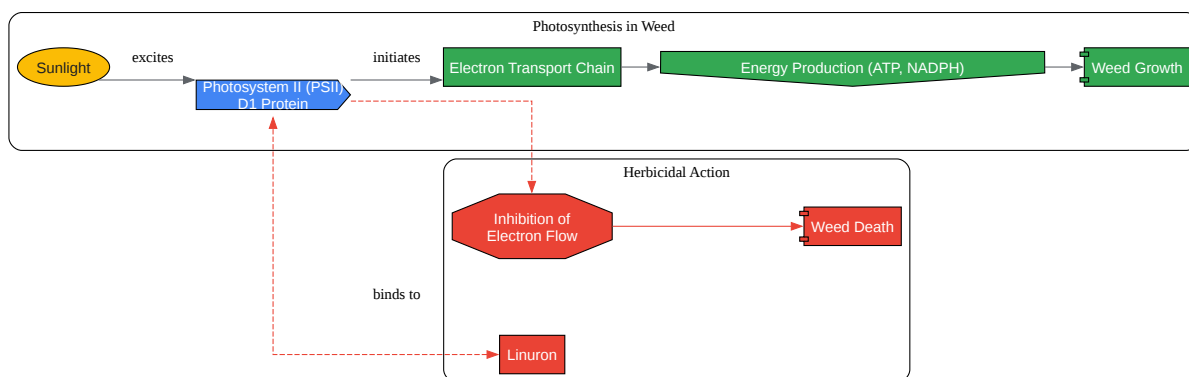 Photosynthesis in Weed
Sunlight
excites
Photosystem II (PSII)
D1 Protein
initiates
Electron Transport Chain
Energy Production (ATP, NADPH)
Weed Growth
Herbicidal Action
Inhibition of
Electron Flow
Weed Death
binds to
Linuron